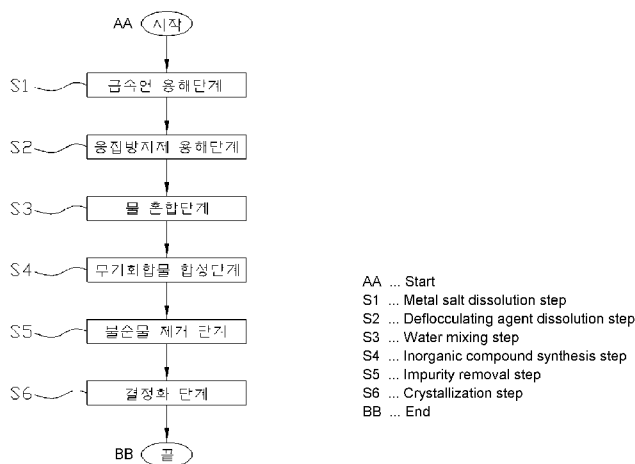 AA 시작
S1 금속염 용해단계
S2 응집방지제 용해단계
S3 물 혼합단계
S4 무기화합물 합성단계
S5 불순물 제거 단계
S6 결정화 단계
BB 끝
AA ... Start
S1 ... Metal salt dissolution step
S2 ... Deflocculating agent dissolution step
S3 ... Water mixing step
S4 ... Inorganic compound synthesis step
S5 ... Impurity removal step
S6 ... Crystallization step
BB ... End